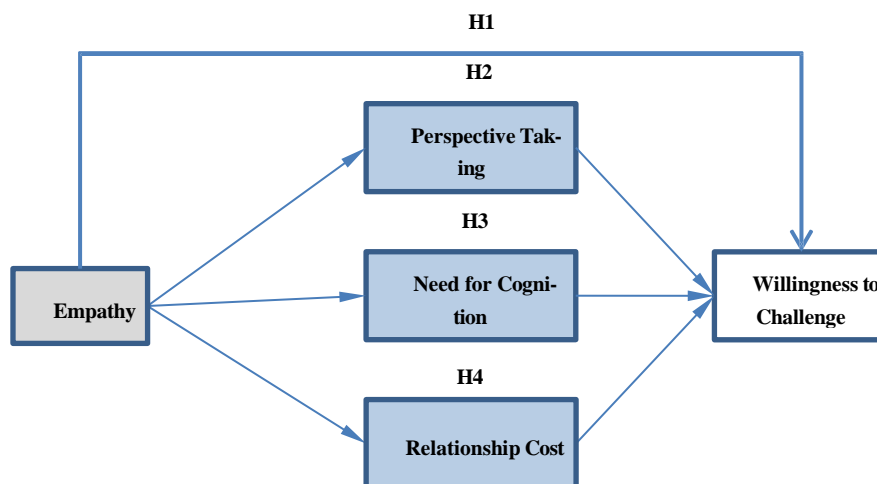 H1
H2
Perspective Tak-
ing
H3
Need for Cogni-
tion
Empathy
Willingness to
Challenge
H4
Relationship Cost